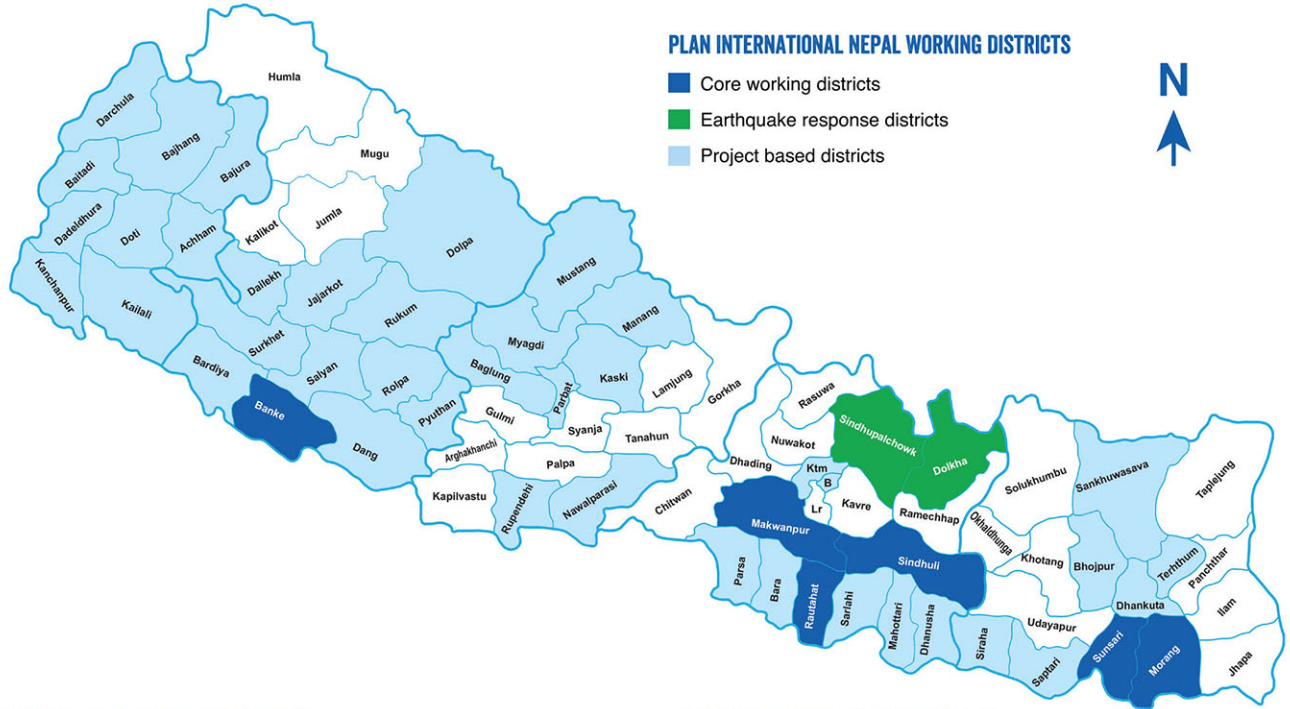 PLAN INTERNATIONAL NEPAL WORKING DISTRICTS
Core working districts
Earthquake response districts
Project based districts
N
Humla
Darchula
Bajhang
Mugu
Baitadi
Bajura
Dadeldhura
Doti
Achham
Kalikot
Jumla
Dolpa
Kanchanpur
Kailali
Dailekh
Jajarkot
Mustang
Rukum
Manang
Surkhet
Myagdi
Bardiya
Salyan
Rolpa
Baglung
Parbat
Kaski
Lamjung
Gorkha
Rasuwa
Banke
Pyuthan
Gulmi
Syanja
Tanahun
Nuwakot
Sindhupalchowk
Dolkha
Dang
Arghakhanchi
Palpa
Dhading
Ktm
B
Solukhumbu
Sankhuwasava
Taplejung
Kapilvastu
Rupendehi
Nawalparasi
Chitwan
Lr
Kavre
Ramechhap
Okhaldhunga
Makwanpur
Sindhuli
Khotang
Bhojpur
Terhthum
Panchthar
Parsa
Bara
Rautahat
Sarlahi
Mahottari
Dhanusha
Siraha
Udayapur
Dhankuta
Ilam
Saptari
Sunsari
Morang
Jhapa